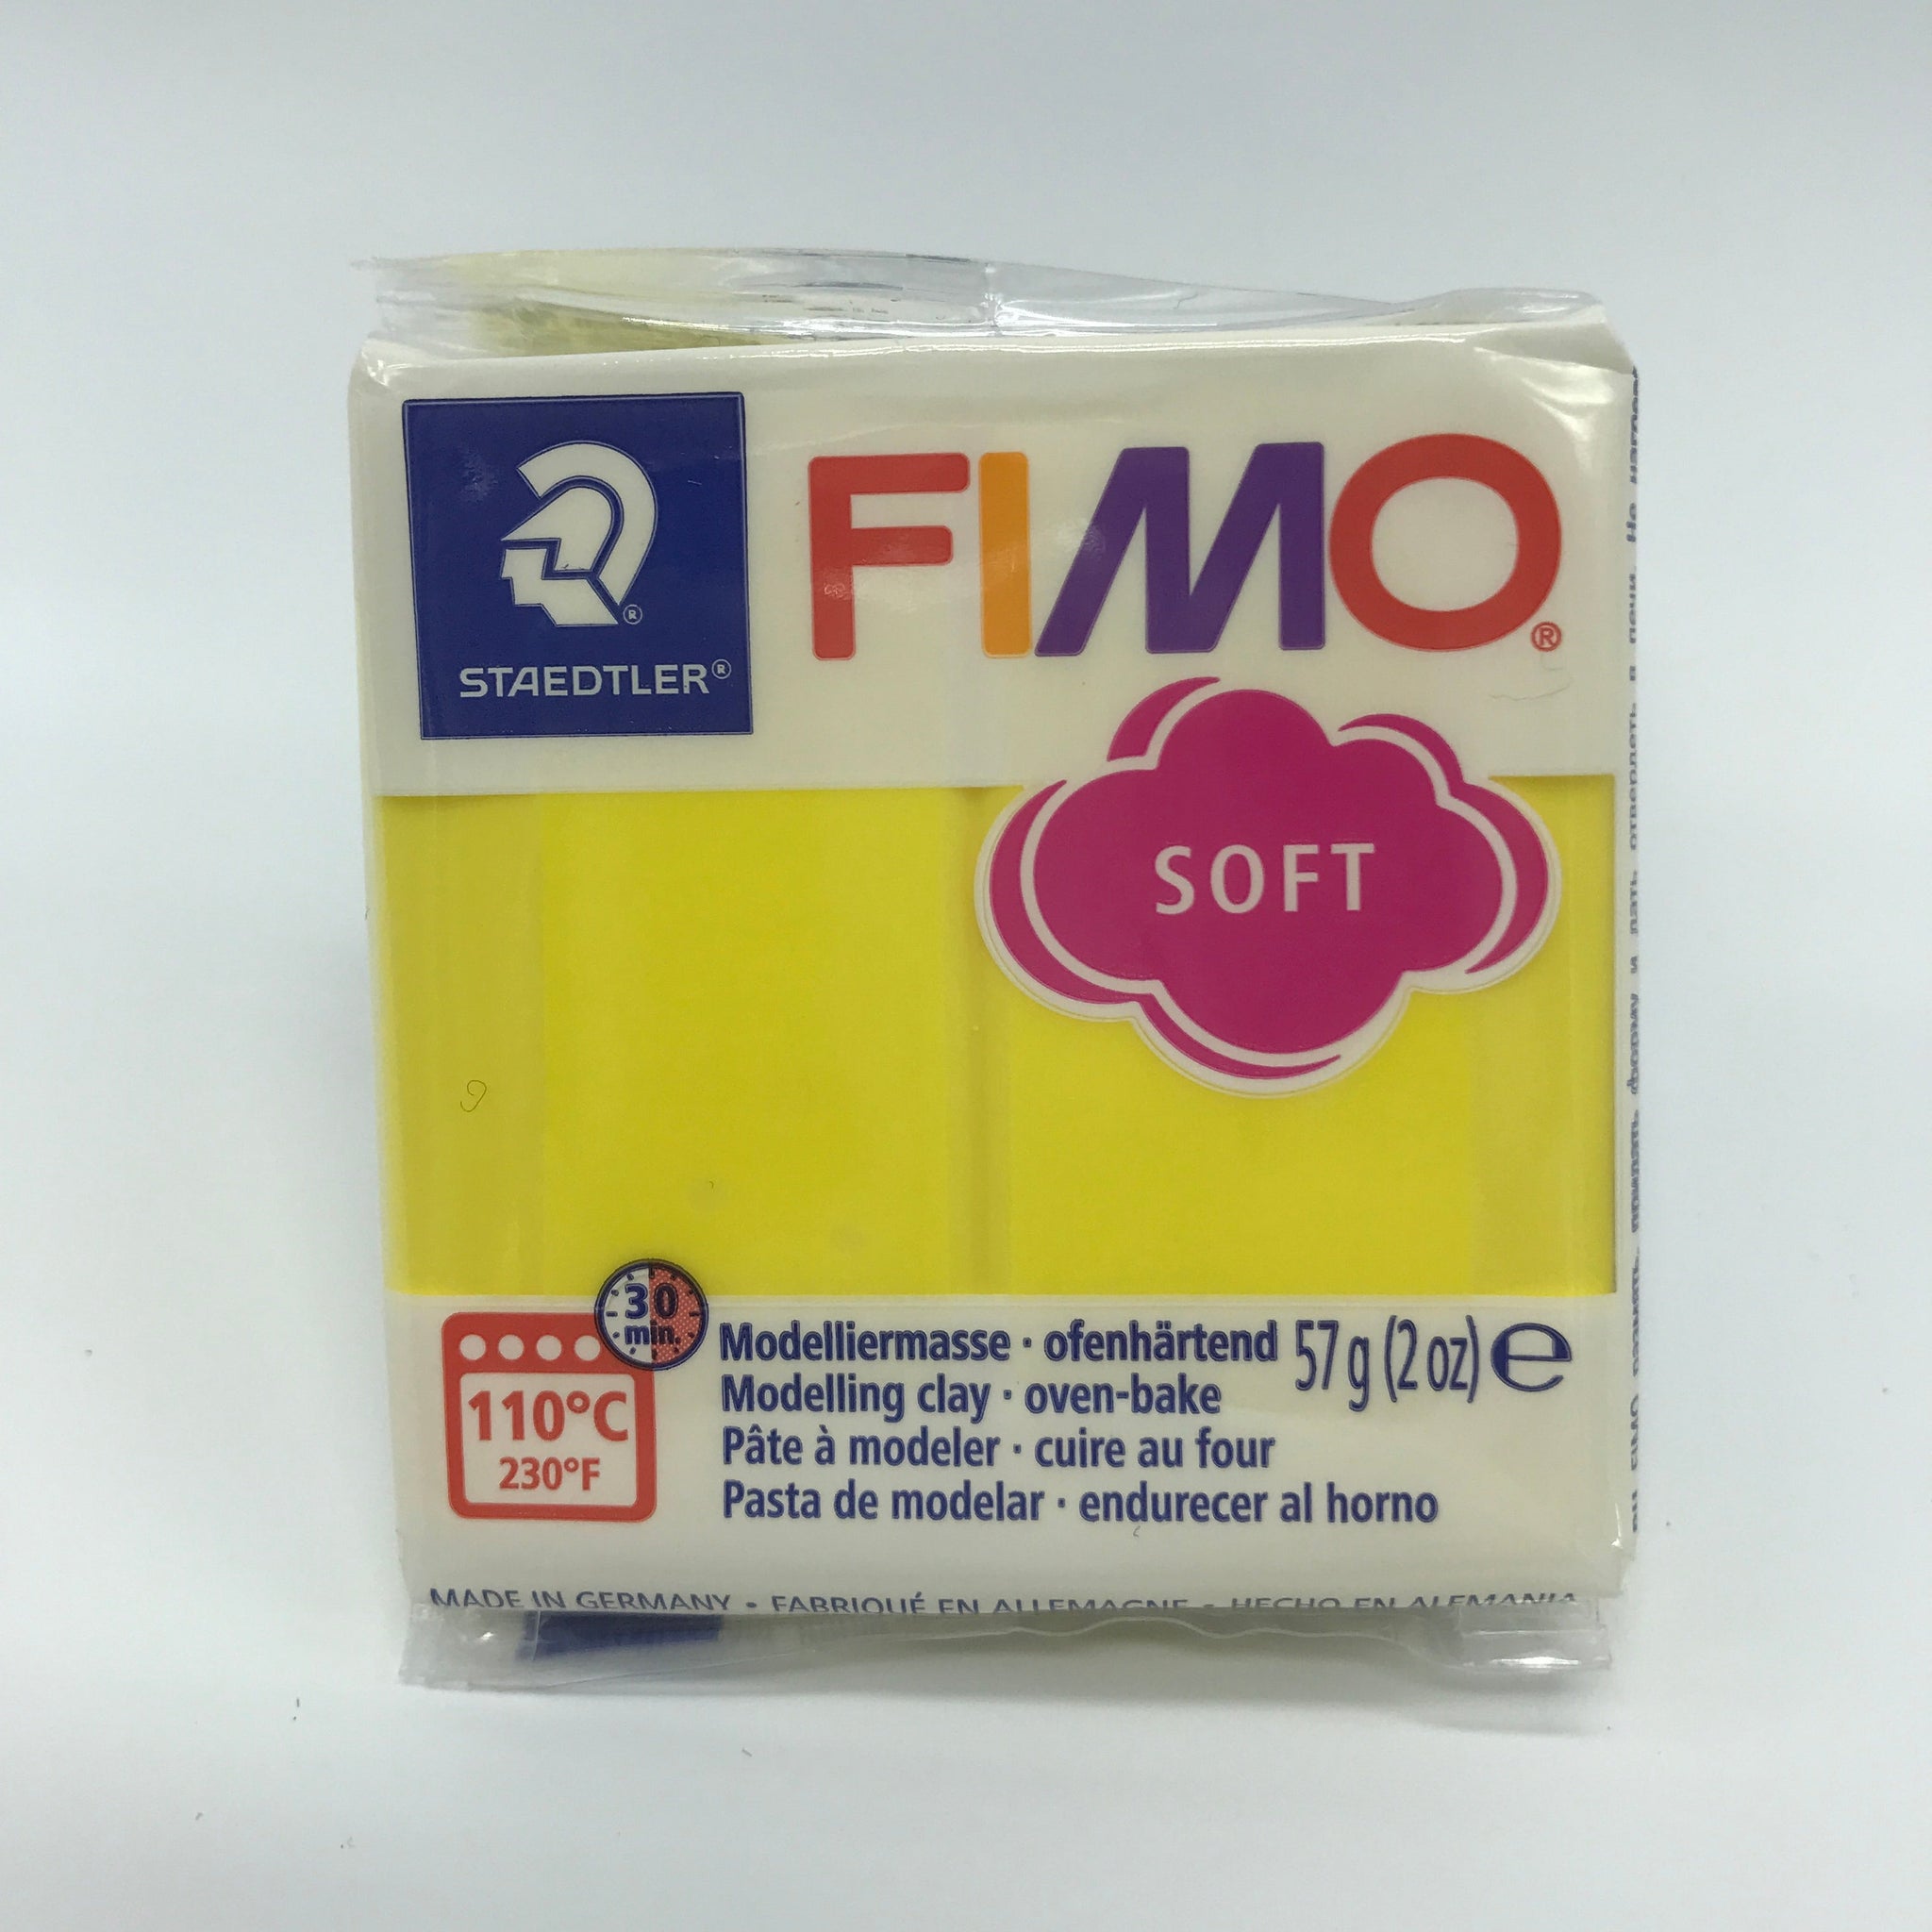 STAEDTLER®
FIMO®
SOFT
30
min.
110°C
230°F
Modelliermasse · ofenhärtend
57 g (2 oz) e
Modelling clay · oven-bake
Pâte à modeler · cuire au four
Pasta de modelar · endurecer al horno
MADE IN GERMANY • FABRIQUÉ EN ALLEMAGNE • HECHO EN ALEMANIA